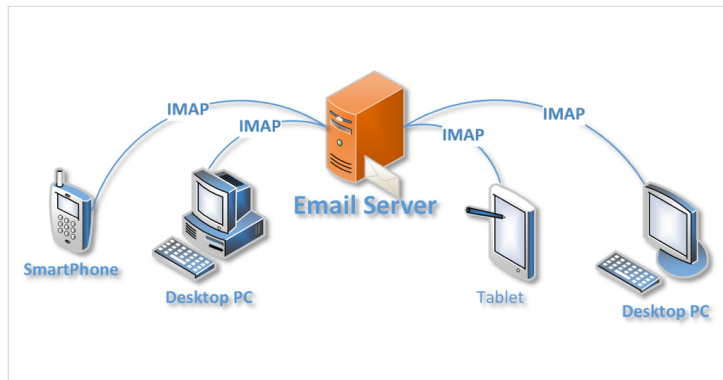 IMAP
IMAP
IMAP
IMAP
Email Server
SmartPhone
Desktop PC
Tablet
Desktop PC